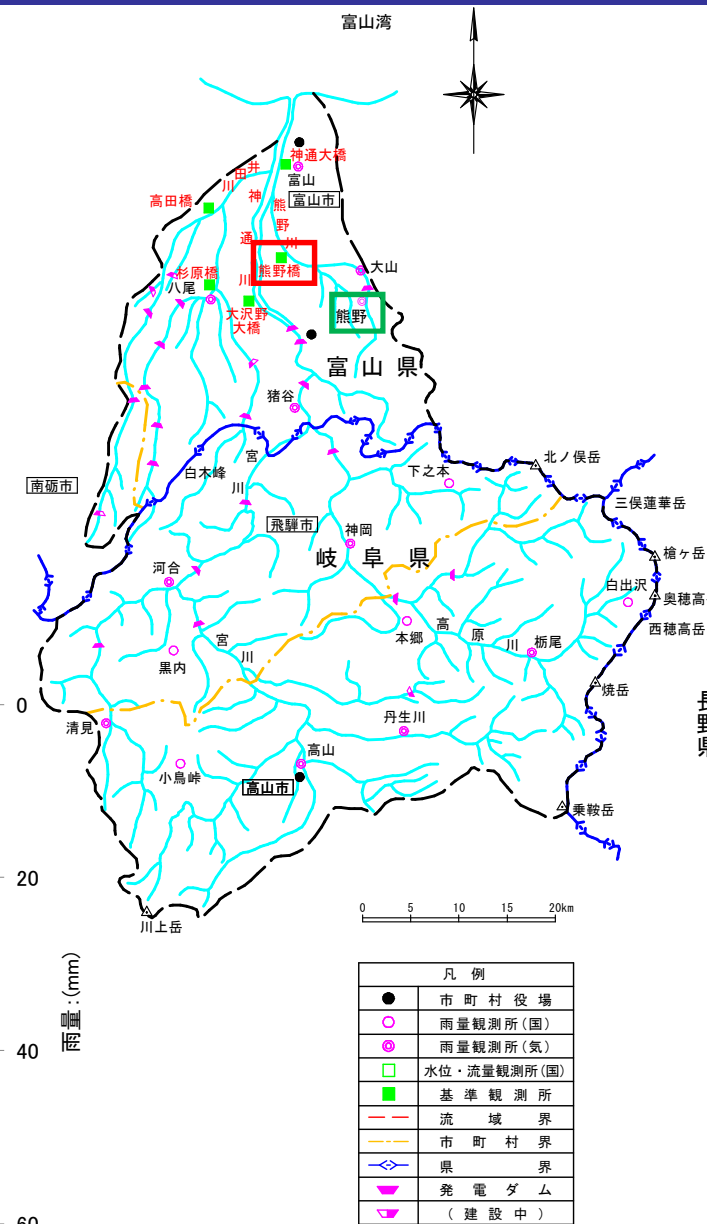 富山湾
神通大橋
富山
富山市
井田川
高田橋
神通川
熊野川
熊野橋
大山
杉原橋
八尾
大沢野
大橋
熊野
富山県
猪谷
北ノ俣岳
下之本
宮川
白木峰
南砺市
三俣蓮華岳
飛騨市
神岡
岐阜県
槍ヶ岳
河合
白出沢
奥穂高
西穂高岳
本郷
高原川
栃尾
宮川
黒内
焼岳
0
長野県
清見
丹生川
高山
小鳥峠
高山市
乗鞍岳
20
0 5 10 15 20km
川上岳
雨量:(mm)
凡例
市町村役場
雨量観測所(国)
雨量観測所(気)
40
水位・流量観測所(国)
基準観測所
流域界
市町村界
県界
発電ダム
(建設中)
60